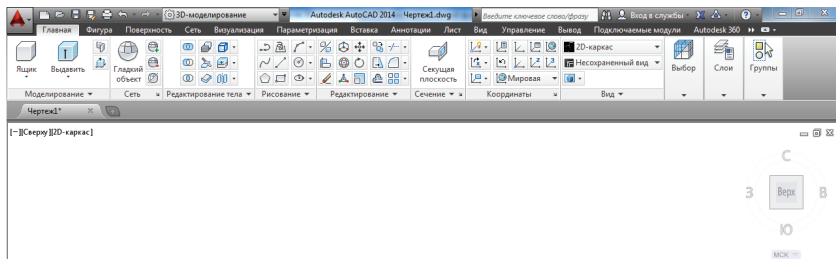 3D-моделирование Autodesk AutoCAD 2014 Чертеж1.dwg Введите ключевое слово/фразу Вход в службы
Главная Фигура Поверхность Сеть Визуализация Параметризация Вставка Аннотации Лист Вид Управление Вывод Подключаемые модули Autodesk 360
2D-каркас
Несохраненный вид
Ящик Выдавить Гладкий объект Секущая плоскость Мировая Выбор Слои Группы
Моделирование Сеть Редактирование тела Рисование Редактирование Сечение Координаты Вид
Чертеж1*
[−][Сверху][2D-каркас]
С
З Верх В
Ю
МСК